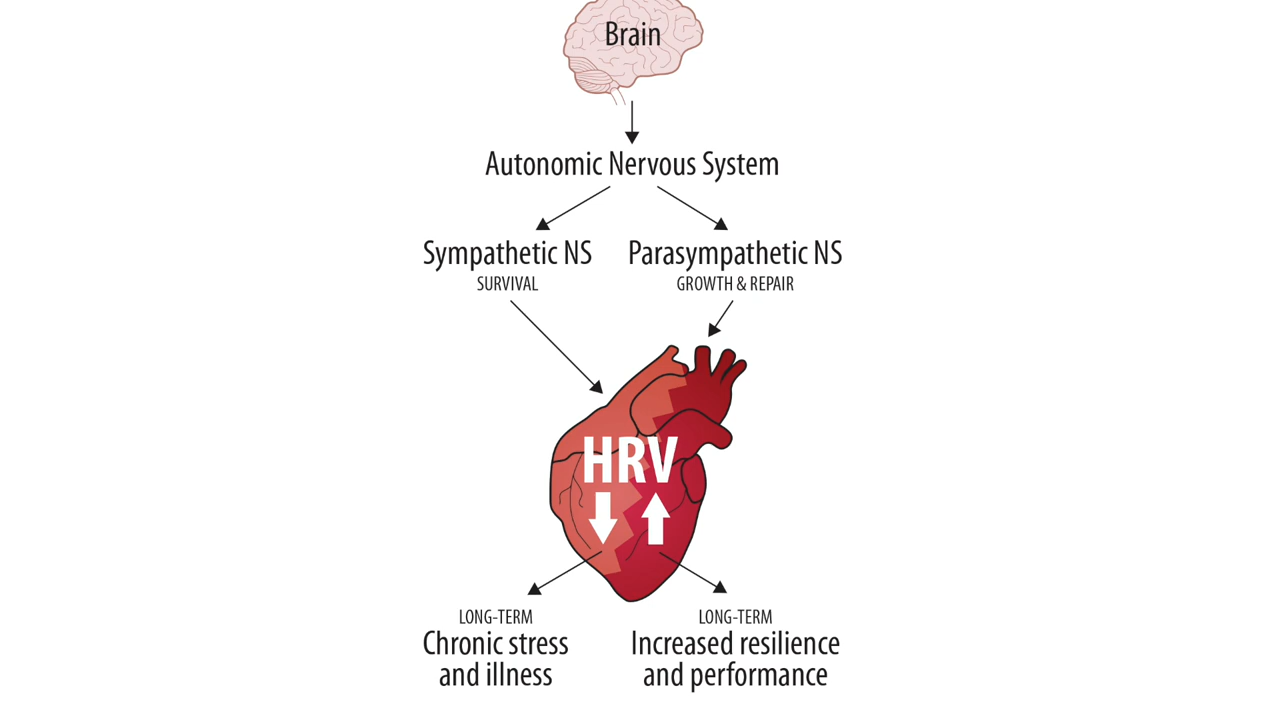 Brain
Autonomic Nervous System
Sympathetic NS
SURVIVAL
Parasympathetic NS
GROWTH & REPAIR
HRV
LONG-TERM
Chronic stress
and illness
LONG-TERM
Increased resilience
and performance